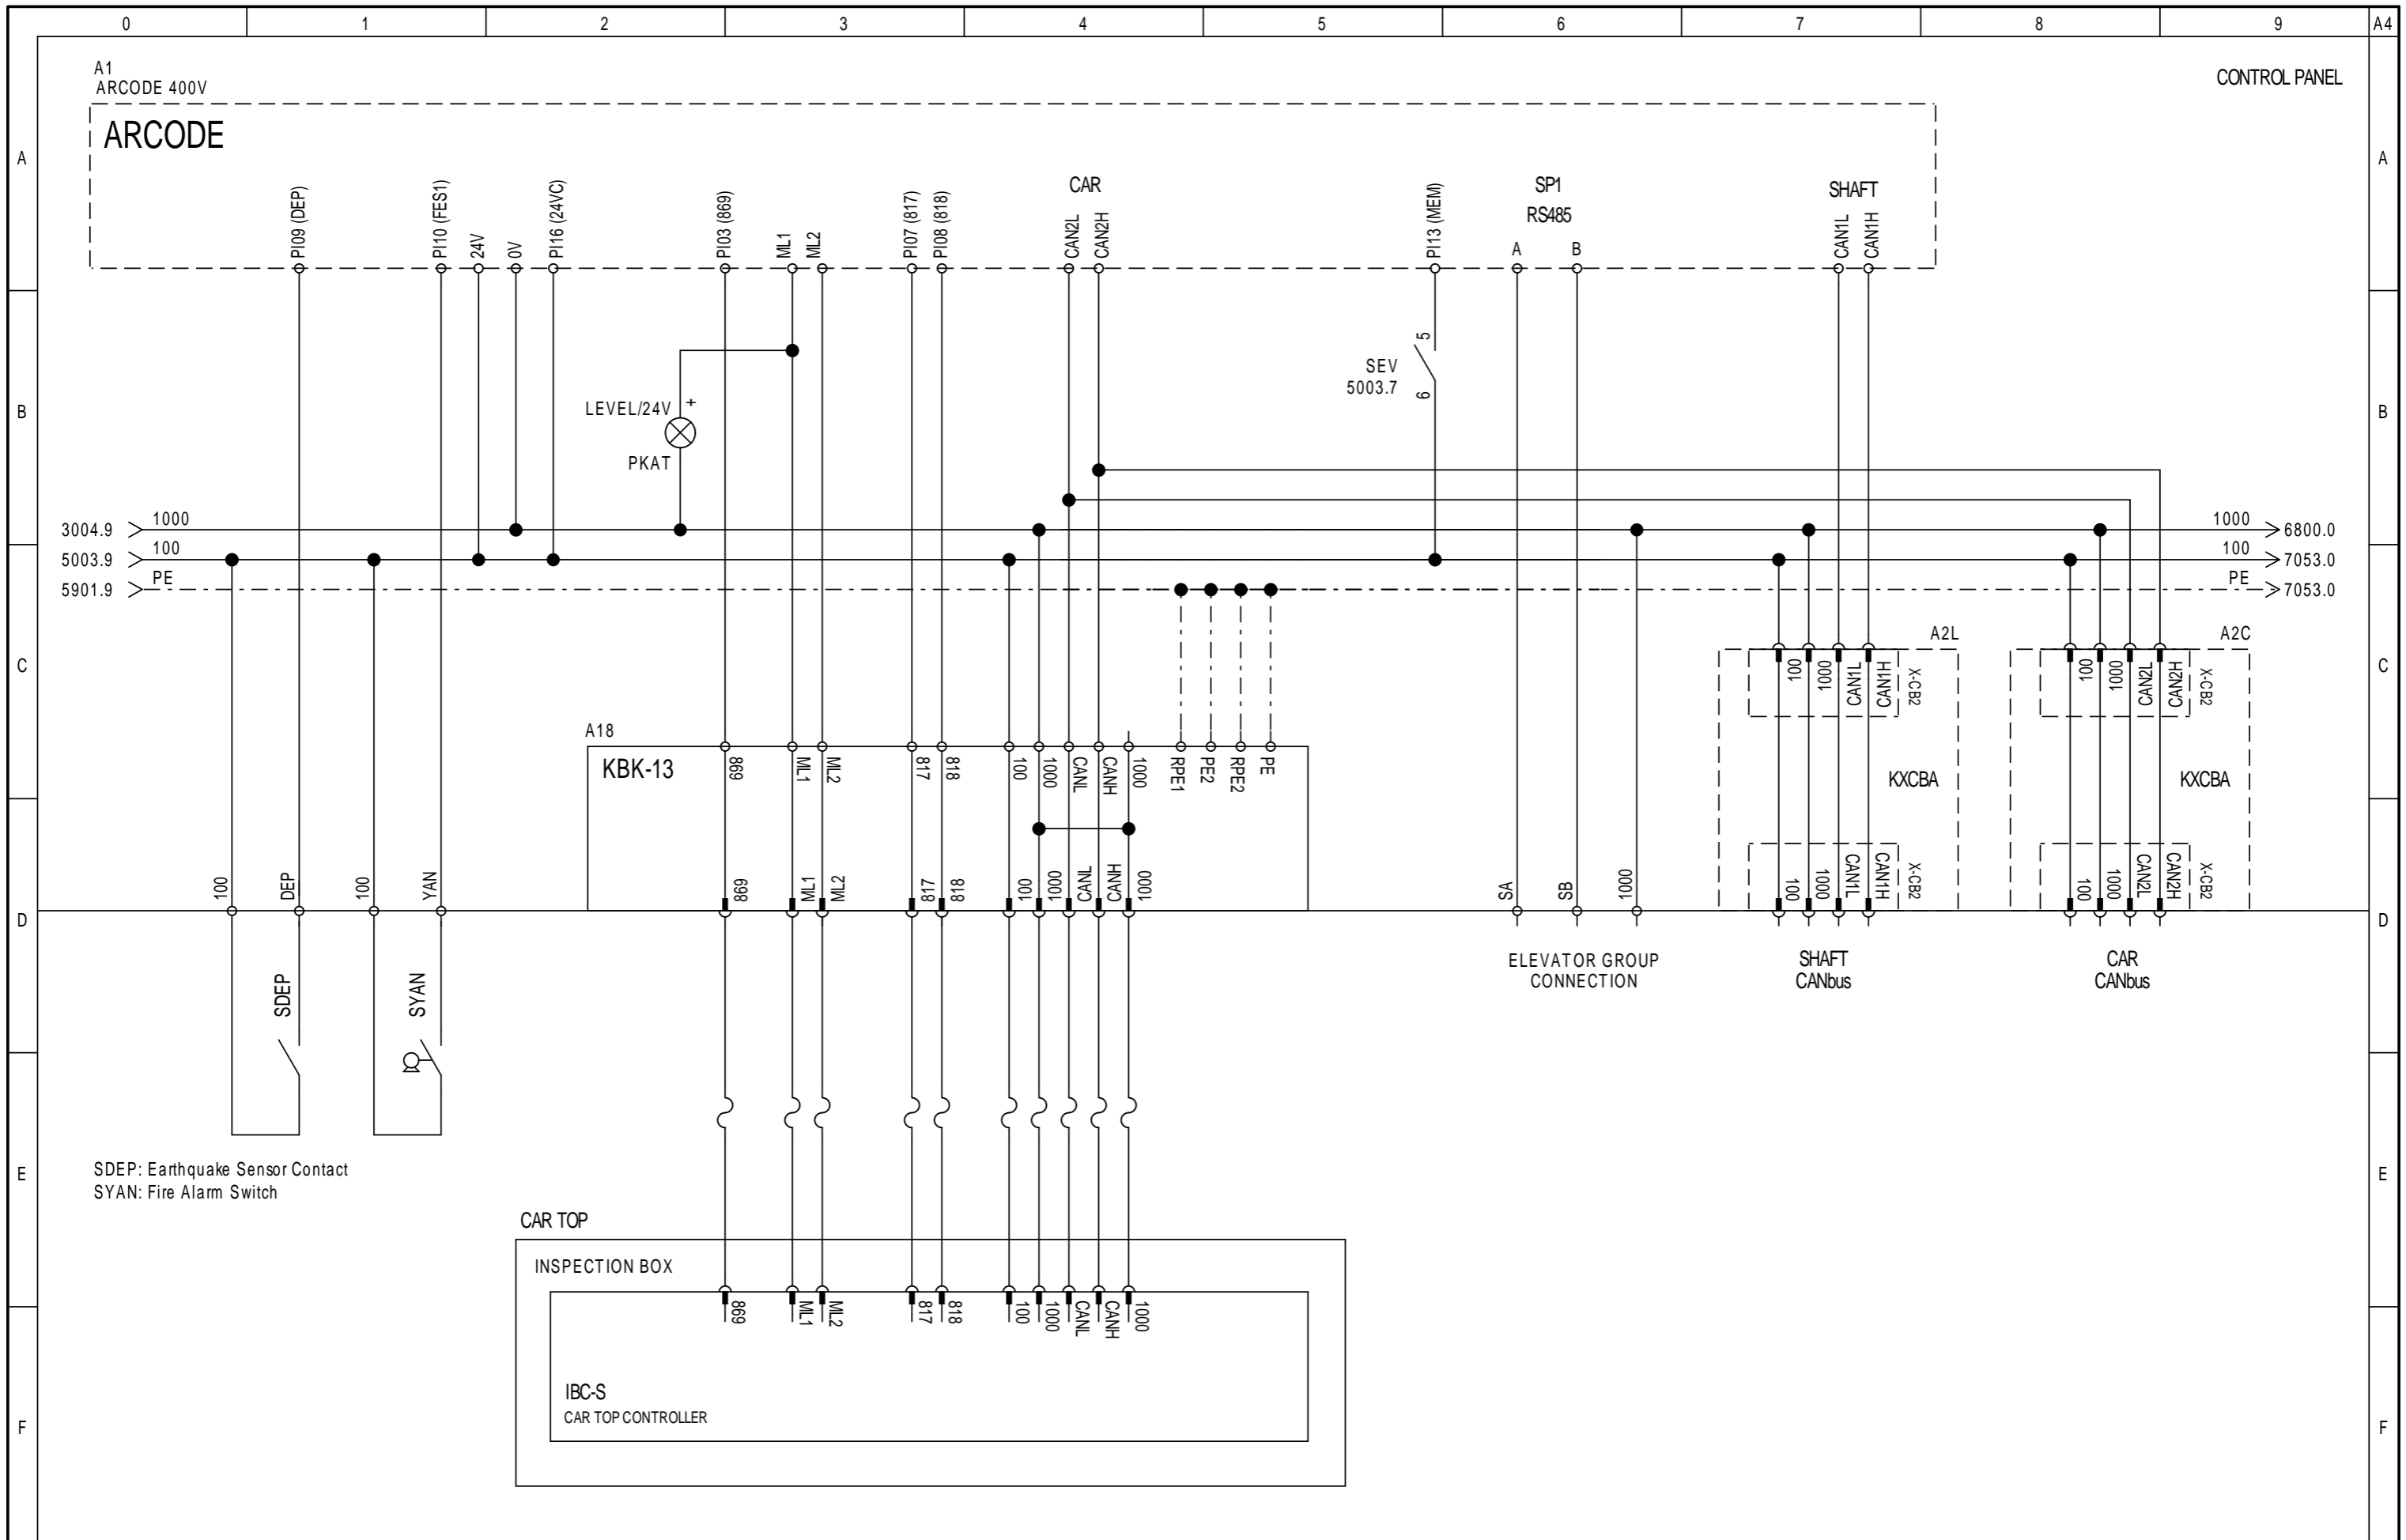 0 1 2 3 4 5 6 7 8 9 A4
A1
ARCODE 400V
CONTROL PANEL
ARCODE
A A
CAR SP1 SHAFT
RS485
A B
PI09 (DEP)
PI10 (FES1)
24V
0V
PI16 (24VC)
PI03 (869)
ML1
ML2
PI07 (817)
PI08 (818)
CAN2L
CAN2H
PI13 (MEM)
CAN1L
CAN1H
5
SEV
5003.7
6
B B
LEVEL/24V +
PKAT
3004.9 1000 1000 6800.0
5003.9 100 100 7053.0
5901.9 PE PE 7053.0
C C
A2L A2C
100
1000
CAN1L
CAN1H
X-CB2
100
1000
CAN2L
CAN2H
X-CB2
A18
KBK-13
869
ML1
ML2
817
818
100
1000
CANL
CANH
1000
RPE1
PE2
RPE2
PE
KXCBA KXCBA
100
DEP
100
YAN
869
ML1
ML2
817
818
100
1000
CANL
CANH
1000
SA
SB
1000
100
1000
CAN1L
CAN1H
X-CB2
100
1000
CAN2L
CAN2H
X-CB2
D D
SDEP
SYAN
ELEVATOR GROUP
CONNECTION
SHAFT
CANbus
CAR
CANbus
E E
SDEP: Earthquake Sensor Contact
SYAN: Fire Alarm Switch
CAR TOP
INSPECTION BOX
869
ML1
ML2
817
818
100
1000
CANL
CANH
1000
IBC-S
CAR TOP CONTROLLER
F F